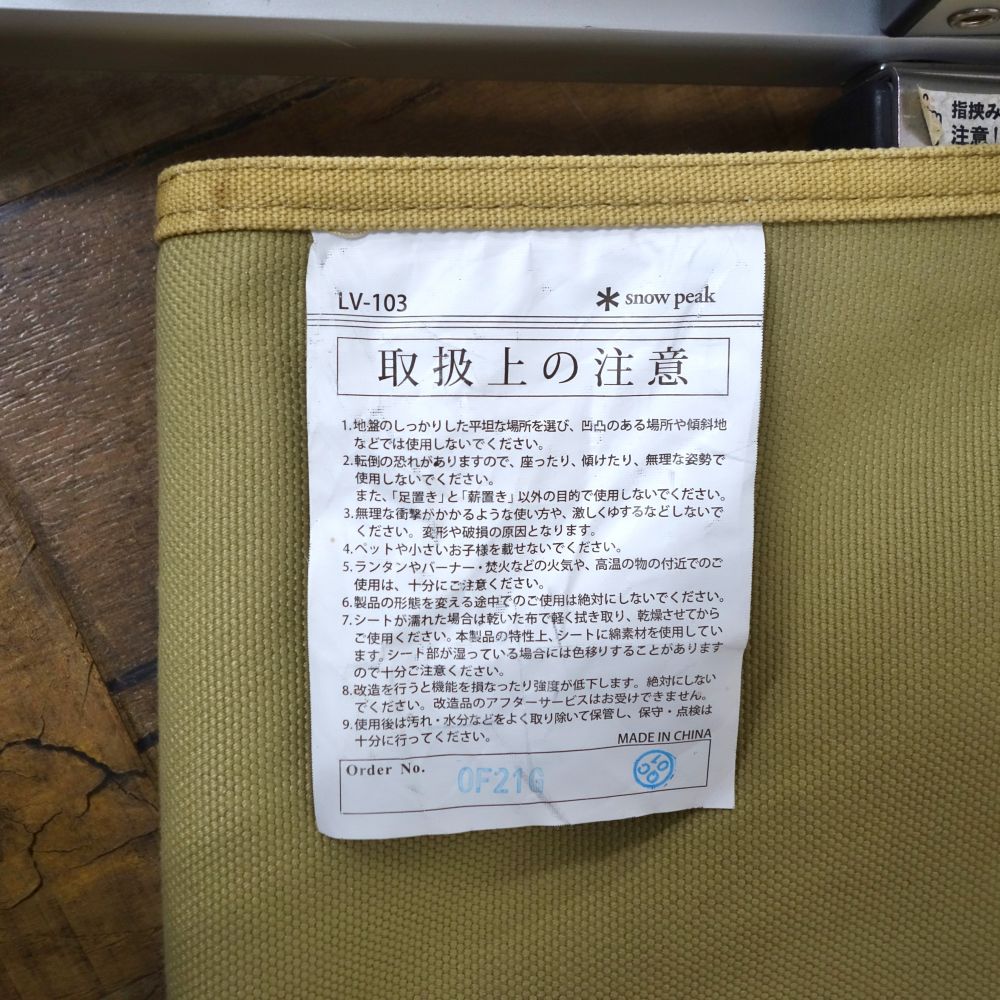 指挟み
注意！
LV-103
snow peak
取扱上の注意
1.地盤のしっかりした平坦な場所を選び、凹凸のある場所や傾斜地
などでは使用しないでください。
2.転倒の恐れがありますので、座ったり、傾けたり、無理な姿勢で
使用しないでください。
また、「足置き」と「薪置き」以外の目的で使用しないでください。
3.無理な衝撃がかかるような使い方や、激しくゆするなどしないで
ください。変形や破損の原因となります。
4.ペットや小さいお子様を載せないでください。
5.ランタンやバーナー・焚火などの火気や、高温の物の付近でのご
使用は、十分にご注意ください。
6.製品の形態を変える途中でのご使用は絶対にしないでください。
7.シートが濡れた場合は乾いた布で軽く拭き取り、乾燥させてから
ご使用ください。本製品の特性上、シートに綿素材を使用してい
ます。シート部が湿っている場合には色移りすることがあります
ので十分ご注意ください。
8.改造を行うと機能を損なったり強度が低下します。絶対にしない
でください。改造品のアフターサービスはお受けできません。
9.使用後は汚れ・水分などをよく取り除いて保管し、保守・点検は
十分に行ってください。
MADE IN CHINA
Order No.
0F21G